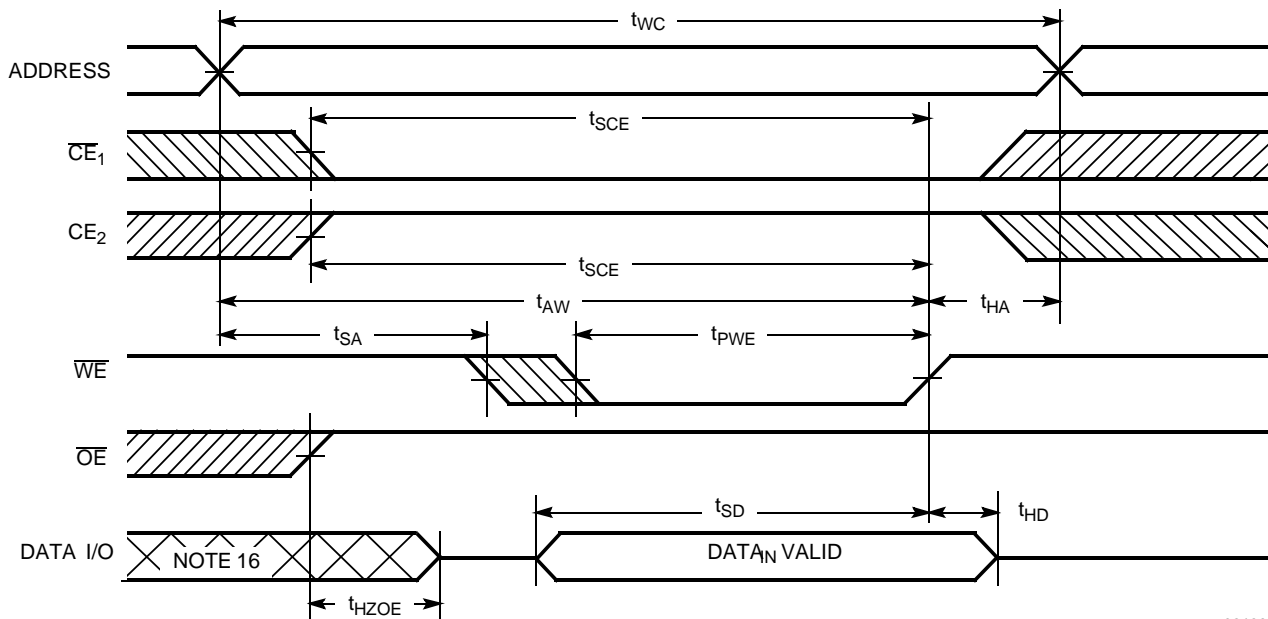 tWC
ADDRESS
tSCE
CE1
CE2
tSCE
tAW
tHA
tSA
tPWE
WE
OE
tSD
tHD
DATA I/O
NOTE 16
DATAIN VALID
tHZOE